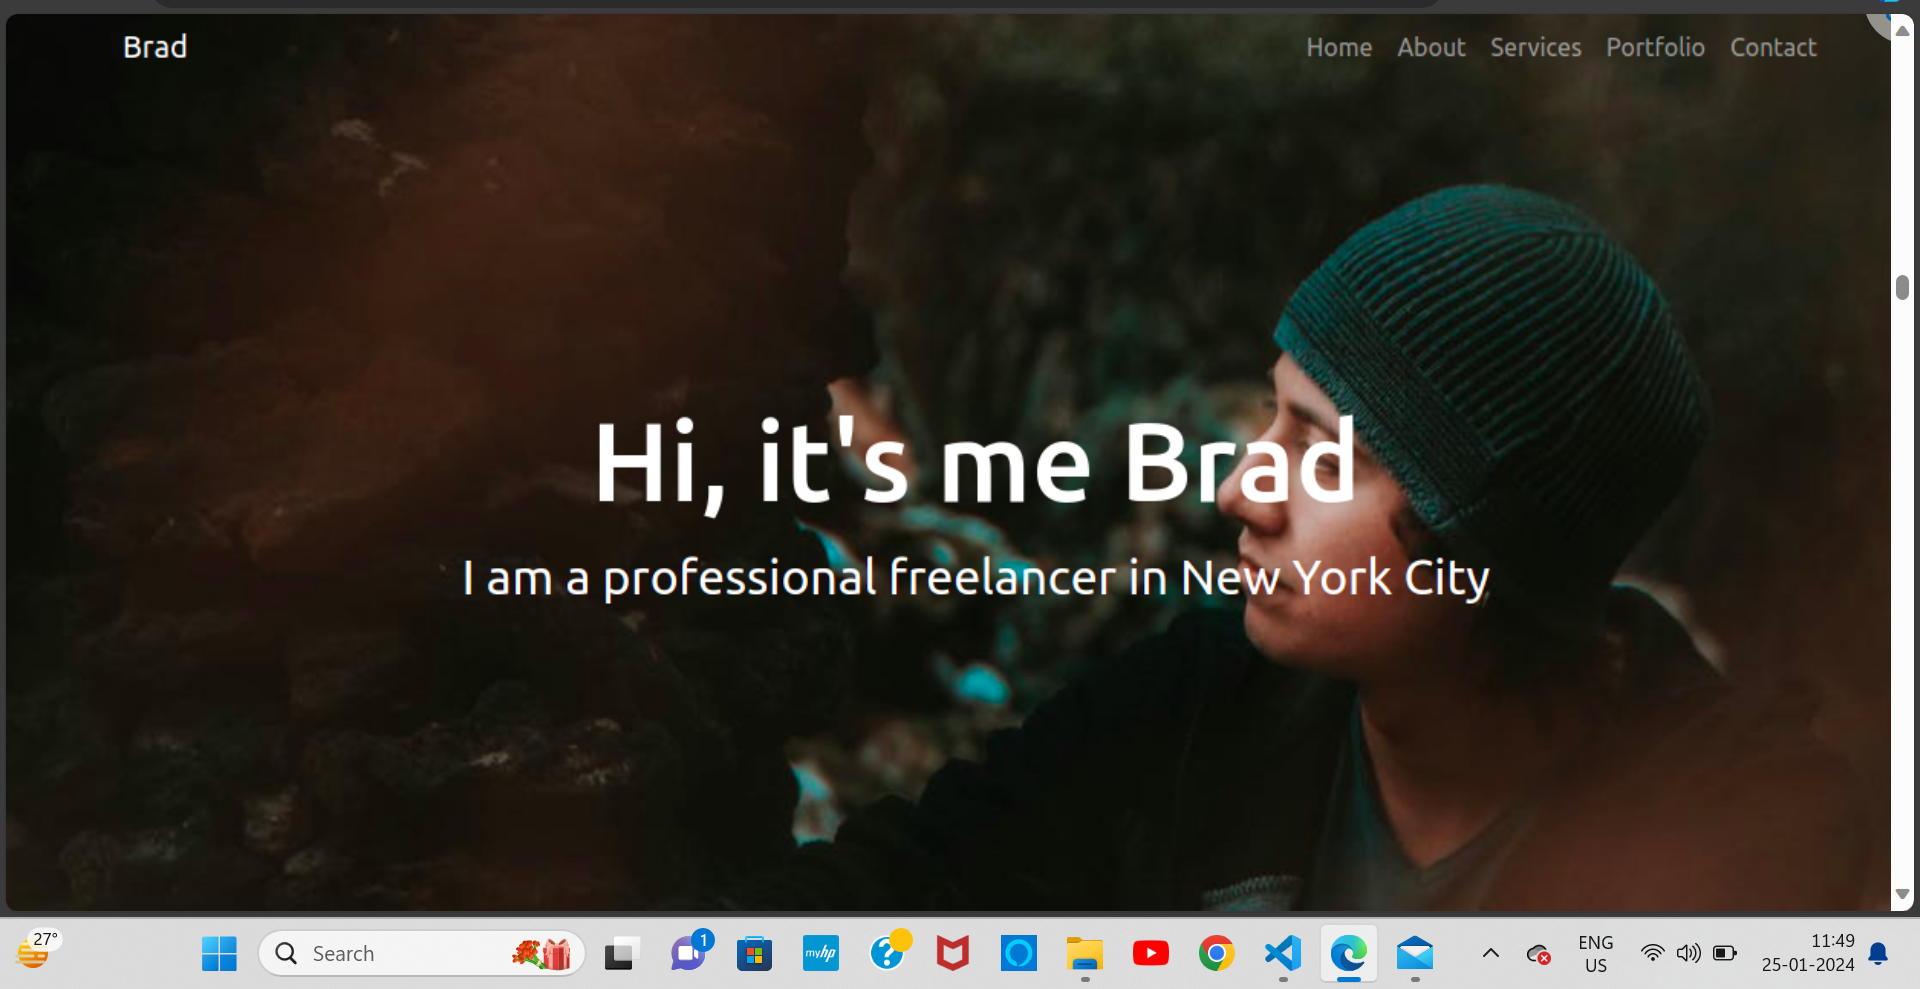 Brad
Home About Services Portfolio Contact
Hi, it's me Brad
I am a professional freelancer in New York City
27°
Search
1
myhp
?
ENG
US
11:49
25-01-2024